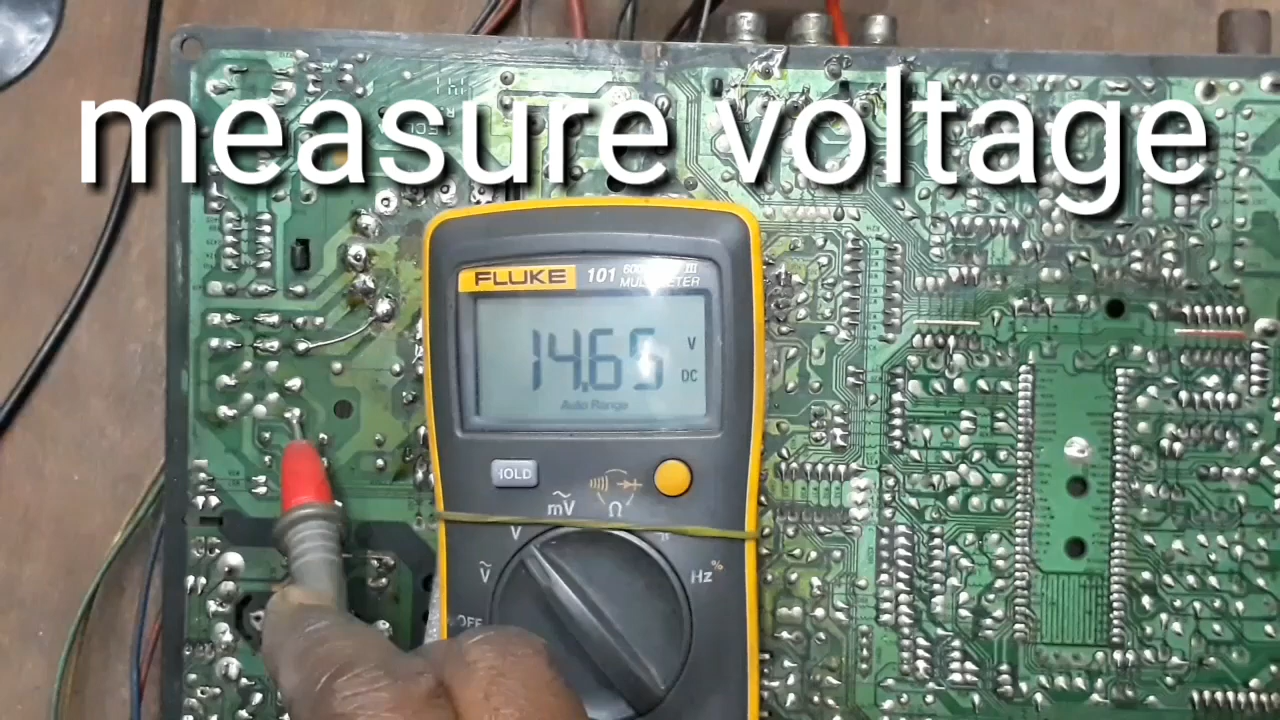 measure voltage
FLUKE 101
MULTIMETER
14.65 V
DC
Auto Range
HOLD
mV
Ω
V
Hz%
Ṽ
OFF